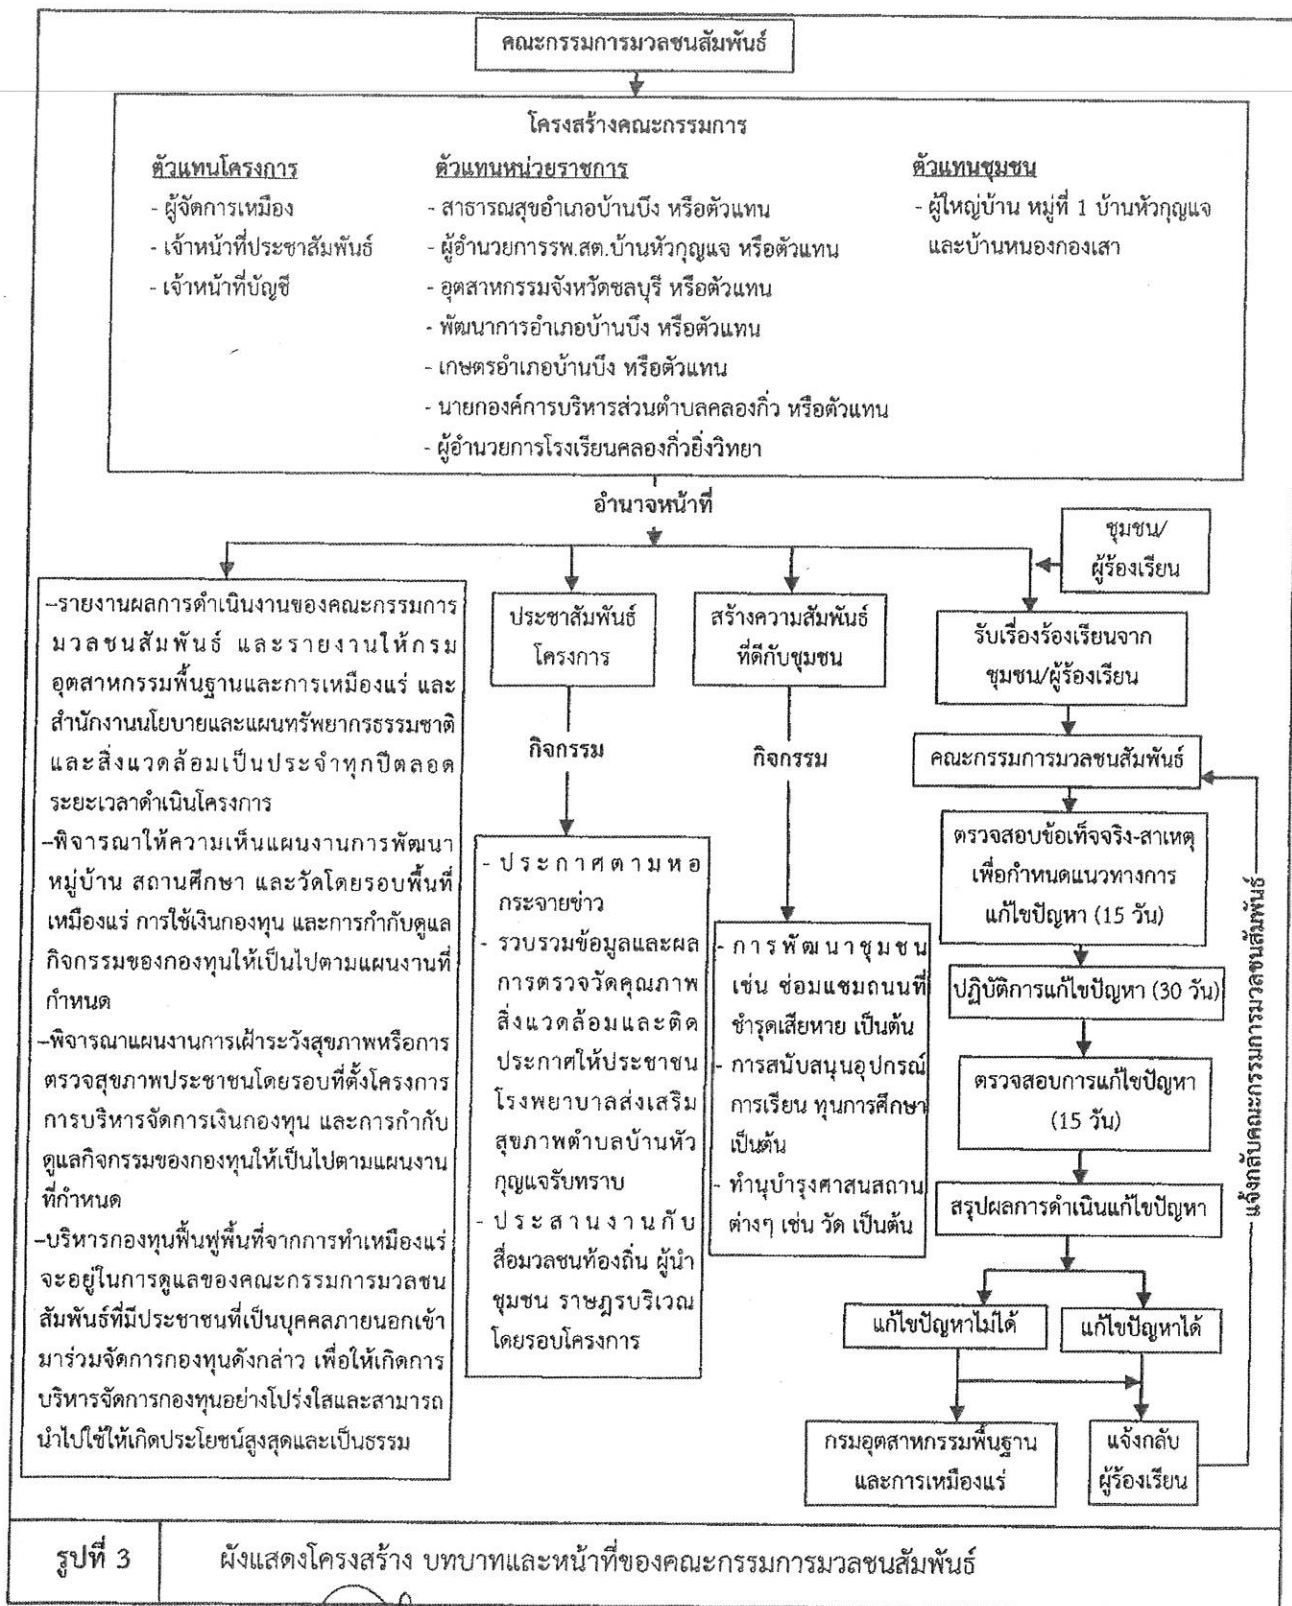 คณะกรรมการมวลชนสัมพันธ์
โครงสร้างคณะกรรมการ
ตัวแทนโครงการ
- ผู้จัดการเหมือง
- เจ้าหน้าที่ประชาสัมพันธ์
- เจ้าหน้าที่บัญชี
ตัวแทนหน่วยราชการ
- สาธารณสุขอำเภอบ้านบึง หรือตัวแทน
- ผู้อำนวยการรพ.สต.บ้านหัวกุญแจ หรือตัวแทน
- อุตสาหกรรมจังหวัดชลบุรี หรือตัวแทน
- พัฒนาการอำเภอบ้านบึง หรือตัวแทน
- เกษตรอำเภอบ้านบึง หรือตัวแทน
- นายกองค์การบริหารส่วนตำบลคลองกิ่ว หรือตัวแทน
- ผู้อำนวยการโรงเรียนคลองกิ่วยิ่งวิทยา
ตัวแทนชุมชน
- ผู้ใหญ่บ้าน หมู่ที่ 1 บ้านหัวกุญแจ
และบ้านหนองกองเสา
อำนาจหน้าที่
–รายงานผลการดำเนินงานของคณะกรรมการ
มวลชนสัมพันธ์ และรายงานให้กรม
อุตสาหกรรมพื้นฐานและการเหมืองแร่ และ
สำนักงานนโยบายและแผนทรัพยากรธรรมชาติ
และสิ่งแวดล้อมเป็นประจำทุกปีตลอด
ระยะเวลาดำเนินโครงการ
–พิจารณาให้ความเห็นแผนงานการพัฒนา
หมู่บ้าน สถานศึกษา และวัดโดยรอบพื้นที่
เหมืองแร่ การใช้เงินกองทุน และการกำกับดูแล
กิจกรรมของกองทุนให้เป็นไปตามแผนงานที่
กำหนด
–พิจารณาแผนงานการเฝ้าระวังสุขภาพหรือการ
ตรวจสุขภาพประชาชนโดยรอบที่ตั้งโครงการ
การบริหารจัดการเงินกองทุน และการกำกับ
ดูแลกิจกรรมของกองทุนให้เป็นไปตามแผนงาน
ที่กำหนด
–บริหารกองทุนฟื้นฟูพื้นที่จากการทำเหมืองแร่
จะอยู่ในการดูแลของคณะกรรมการมวลชน
สัมพันธ์ที่มีประชาชนที่เป็นบุคคลภายนอกเข้า
มาร่วมจัดการกองทุนดังกล่าว เพื่อให้เกิดการ
บริหารจัดการกองทุนอย่างโปร่งใสและสามารถ
นำไปใช้ให้เกิดประโยชน์สูงสุดและเป็นธรรม
ประชาสัมพันธ์
โครงการ
กิจกรรม
- ประกาศตามหอ
กระจายข่าว
- รวบรวมข้อมูลและผล
การตรวจวัดคุณภาพ
สิ่งแวดล้อมและติด
ประกาศให้ประชาชน
โรงพยาบาลส่งเสริม
สุขภาพตำบลบ้านหัว
กุญแจรับทราบ
- ประสานงานกับ
สื่อมวลชนท้องถิ่น ผู้นำ
ชุมชน ราษฎรบริเวณ
โดยรอบโครงการ
สร้างความสัมพันธ์
ที่ดีกับชุมชน
กิจกรรม
- การพัฒนาชุมชน
เช่น ซ่อมแซมถนนที่
ชำรุดเสียหาย เป็นต้น
- การสนับสนุนอุปกรณ์
การเรียน ทุนการศึกษา
เป็นต้น
- ทำนุบำรุงศาสนสถาน
ต่างๆ เช่น วัด เป็นต้น
ชุมชน/
ผู้ร้องเรียน
รับเรื่องร้องเรียนจาก
ชุมชน/ผู้ร้องเรียน
คณะกรรมการมวลชนสัมพันธ์
ตรวจสอบข้อเท็จจริง-สาเหตุ
เพื่อกำหนดแนวทางการ
แก้ไขปัญหา (15 วัน)
ปฏิบัติการแก้ไขปัญหา (30 วัน)
ตรวจสอบการแก้ไขปัญหา
(15 วัน)
สรุปผลการดำเนินแก้ไขปัญหา
แก้ไขปัญหาไม่ได้
แก้ไขปัญหาได้
กรมอุตสาหกรรมพื้นฐาน
และการเหมืองแร่
แจ้งกลับ
ผู้ร้องเรียน
แจ้งกลับคณะกรรมการมวลชนสัมพันธ์
รูปที่ 3
ผังแสดงโครงสร้าง บทบาทและหน้าที่ของคณะกรรมการมวลชนสัมพันธ์